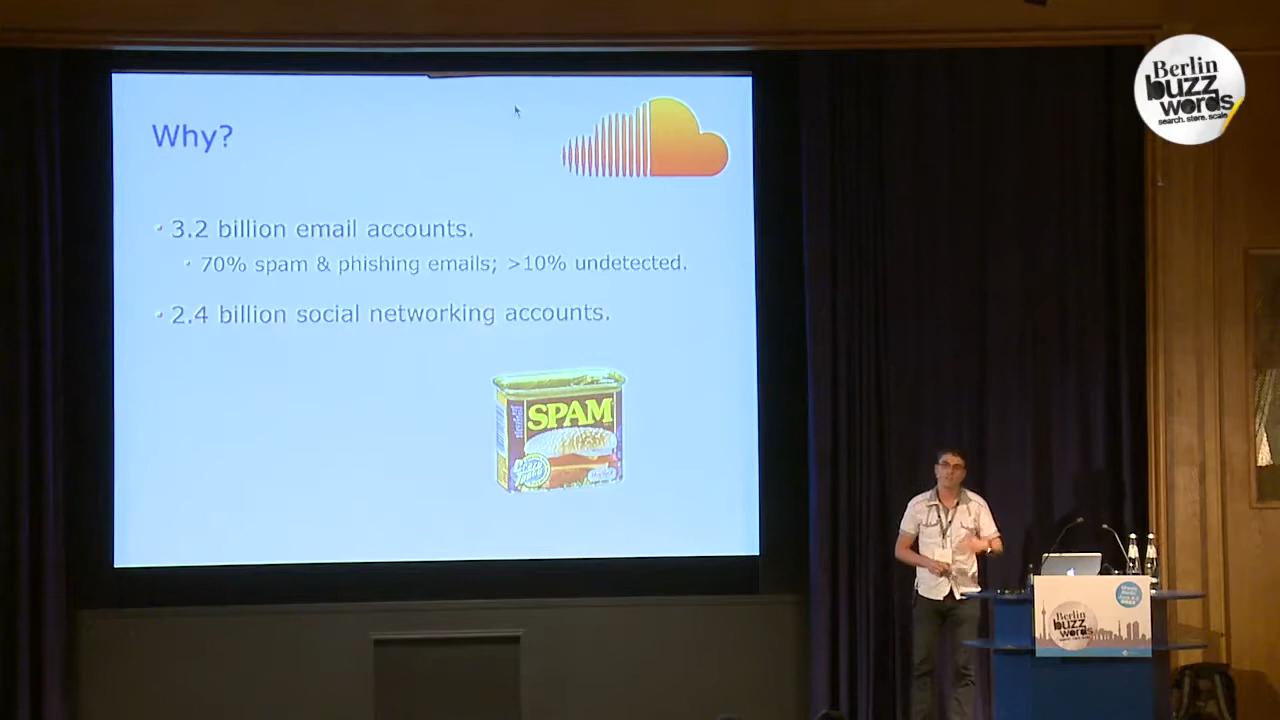 Why?
• 3.2 billion email accounts.
• 70% spam & phishing emails; >10% undetected.
• 2.4 billion social networking accounts.
SPAM
Berlin
buzz
words
search. store. scale
Berlin
buzz
words